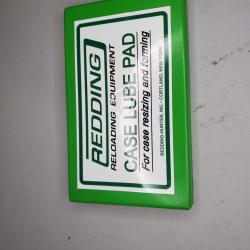 REDDING
RELOADING EQUIPMENT
CASE LUBE PAD
For case resizing and forming
REDDING-HUNTER, INC. • CORTLAND, NEW YORK